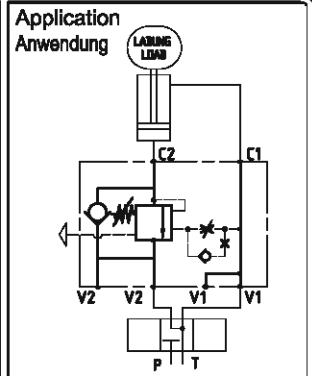 Application
Anwendung
LADUNG
LOAD
C2 C1
V2 V2 V1 V1
P T